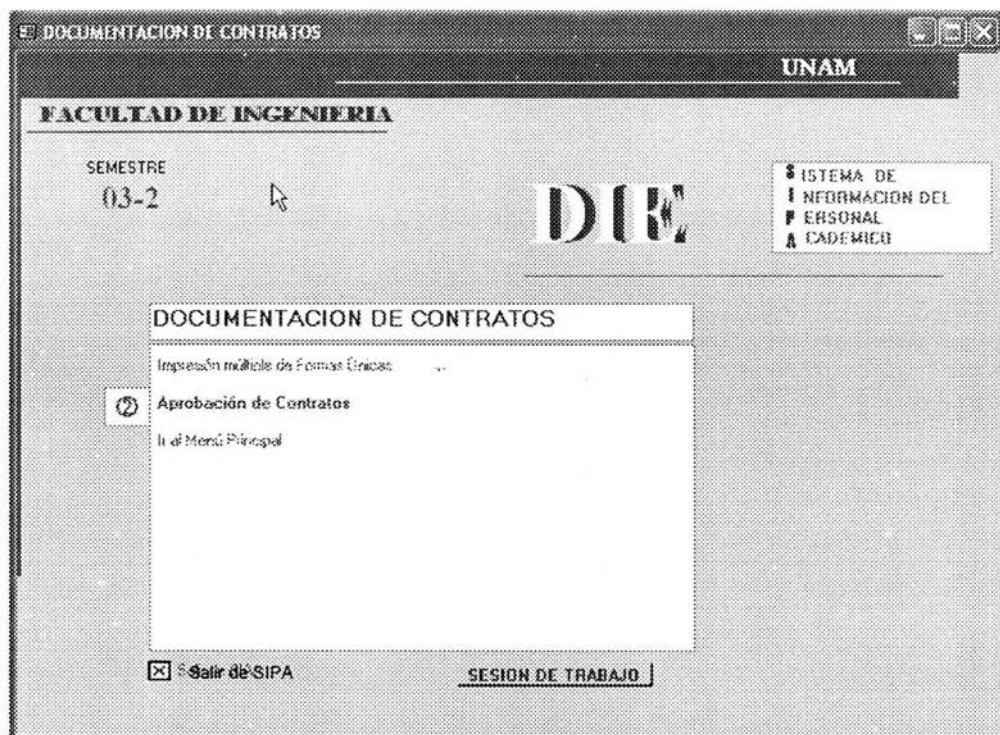 DOCUMENTACION DE CONTRATOS
UNAM
FACULTAD DE INGENIERIA
SEMESTRE
03-2
DIE
SISTEMA DE
INFORMACION DEL
PERSONAL
ACADEMICO
DOCUMENTACION DE CONTRATOS
Impresión múltiple de Formas Únicas
(2) Aprobación de Contratos
Ir al Menú Principal
Salir de SIPA
SESION DE TRABAJO